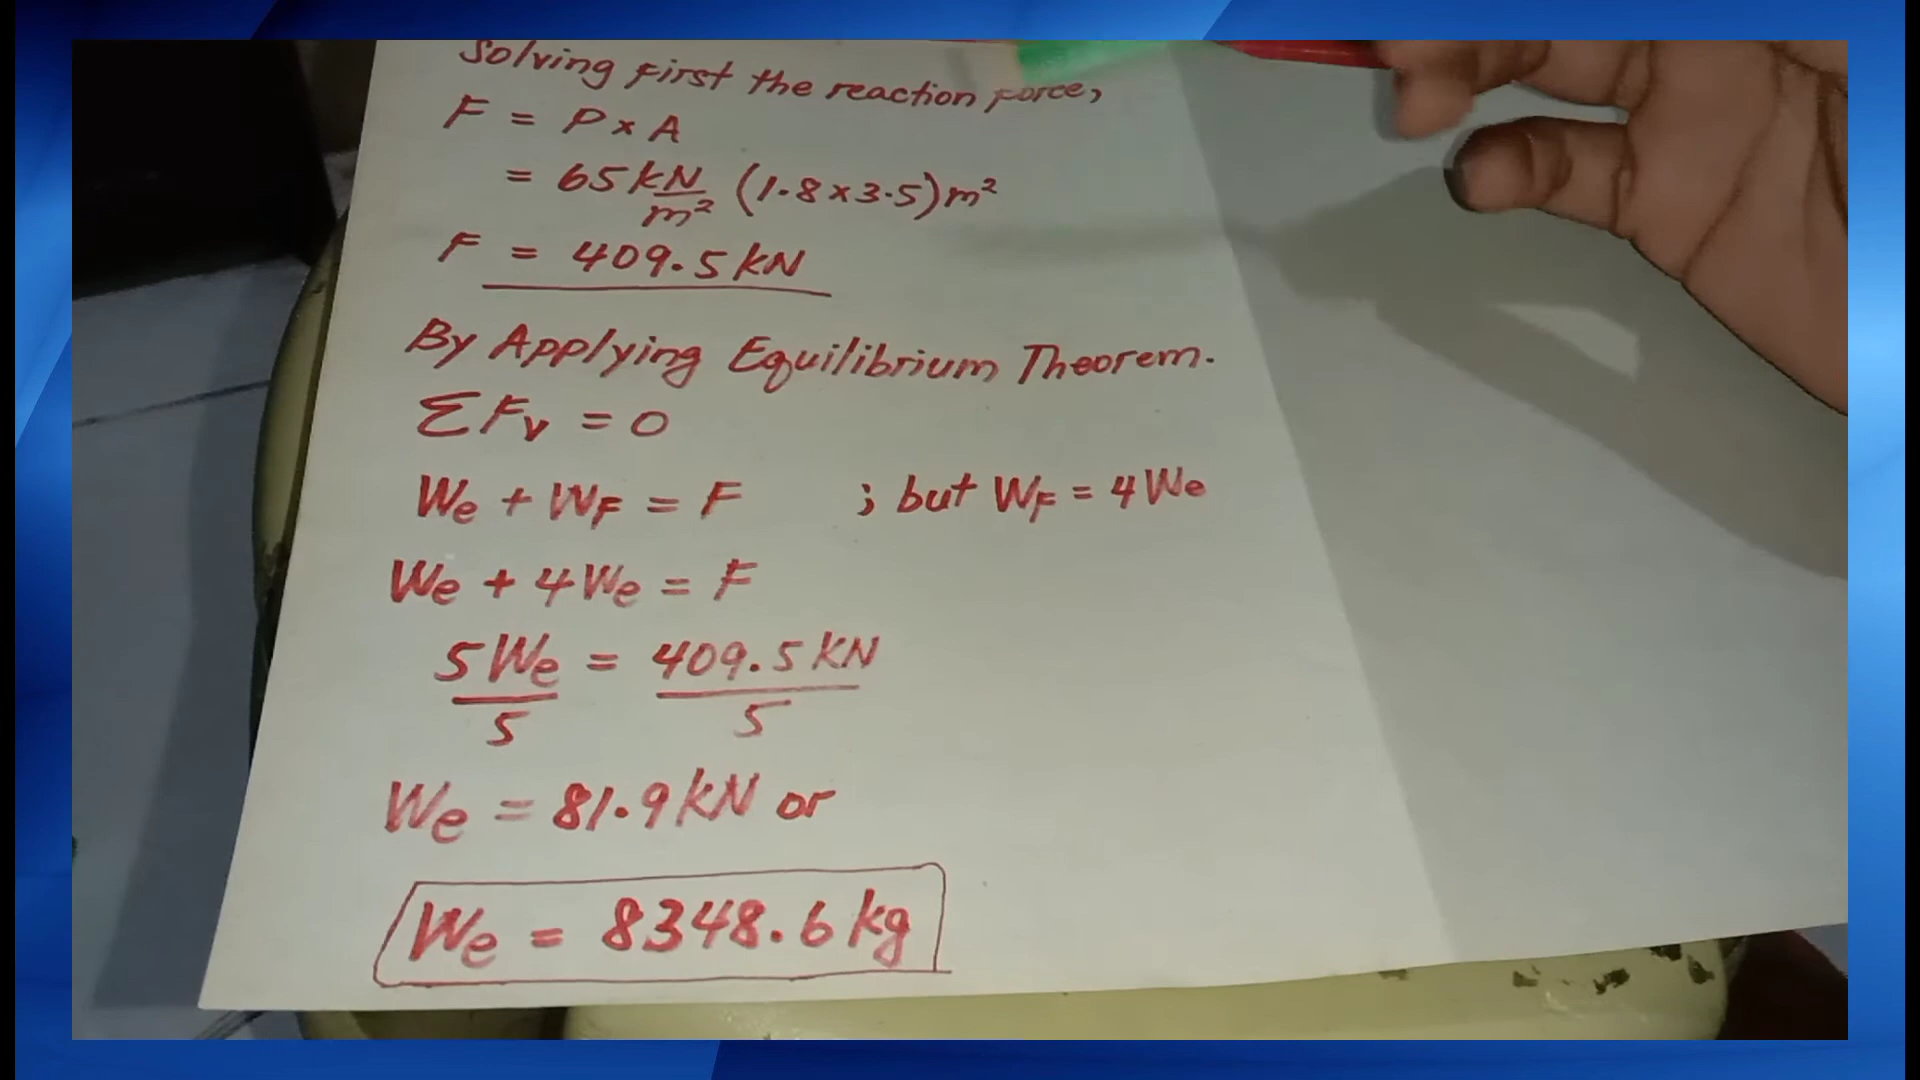 Solving first the reaction force,
F = P x A
= 65 kN/m² (1.8 x 3.5) m²
F = 409.5 kN
By Applying Equilibrium Theorem.
ΣFv = 0
We + WF = F ; but WF = 4We
We + 4We = F
5We/5 = 409.5 kN/5
We = 81.9 kN or
We = 8348.6 kg